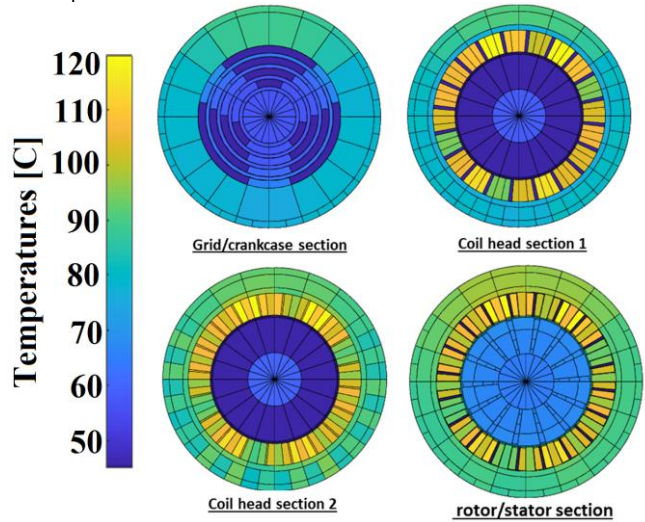 120
110
100
90
80
70
60
50
Temperatures [C]
Grid/crankcase section
Coil head section 1
Coil head section 2
rotor/stator section